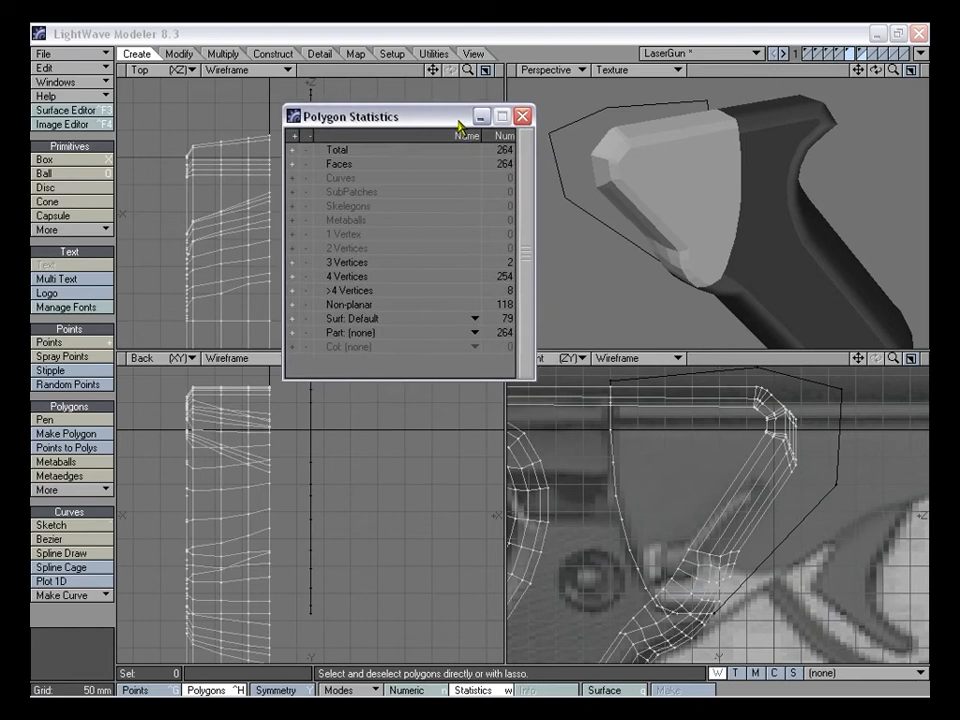 LightWave Modeler 8.3
File Create Modify Multiply Construct Detail Map Setup Utilities View LaserGun * 1
Edit Top (XZ) Wireframe Perspective Texture
Windows
Help
Surface Editor F3
Image Editor F4
Primitives
Box X
Ball O
Disc
Cone
Capsule
More
Text
Text
Multi Text
Logo
Manage Fonts
Points
Points +
Spray Points
Stipple
Random Points
Polygons
Pen
Make Polygon
Points to Polys
Metaballs
Metaedges
More
Curves
Sketch
Bezier
Spline Draw
Spline Cage
Plot 1D
Make Curve
Polygon Statistics
+ - Name Num
+ - Total 264
+ - Faces 264
+ - Curves 0
+ - SubPatches 0
+ - Skelegons 0
+ - Metaballs 0
+ - 1 Vertex 0
+ - 2 Vertices 0
+ - 3 Vertices 2
+ - 4 Vertices 254
+ - >4 Vertices 8
+ - Non-planar 118
+ - Surf: Default 79
+ - Part: (none) 264
+ - Col: (none) 0
Back (XY) Wireframe
(ZY) Wireframe
Sel: 0 Select and deselect polygons directly or with lasso. W T M C S (none)
Grid: 50 mm Points ^G Polygons ^H Symmetry Y Modes Numeric n Statistics w Info i Surface q Make